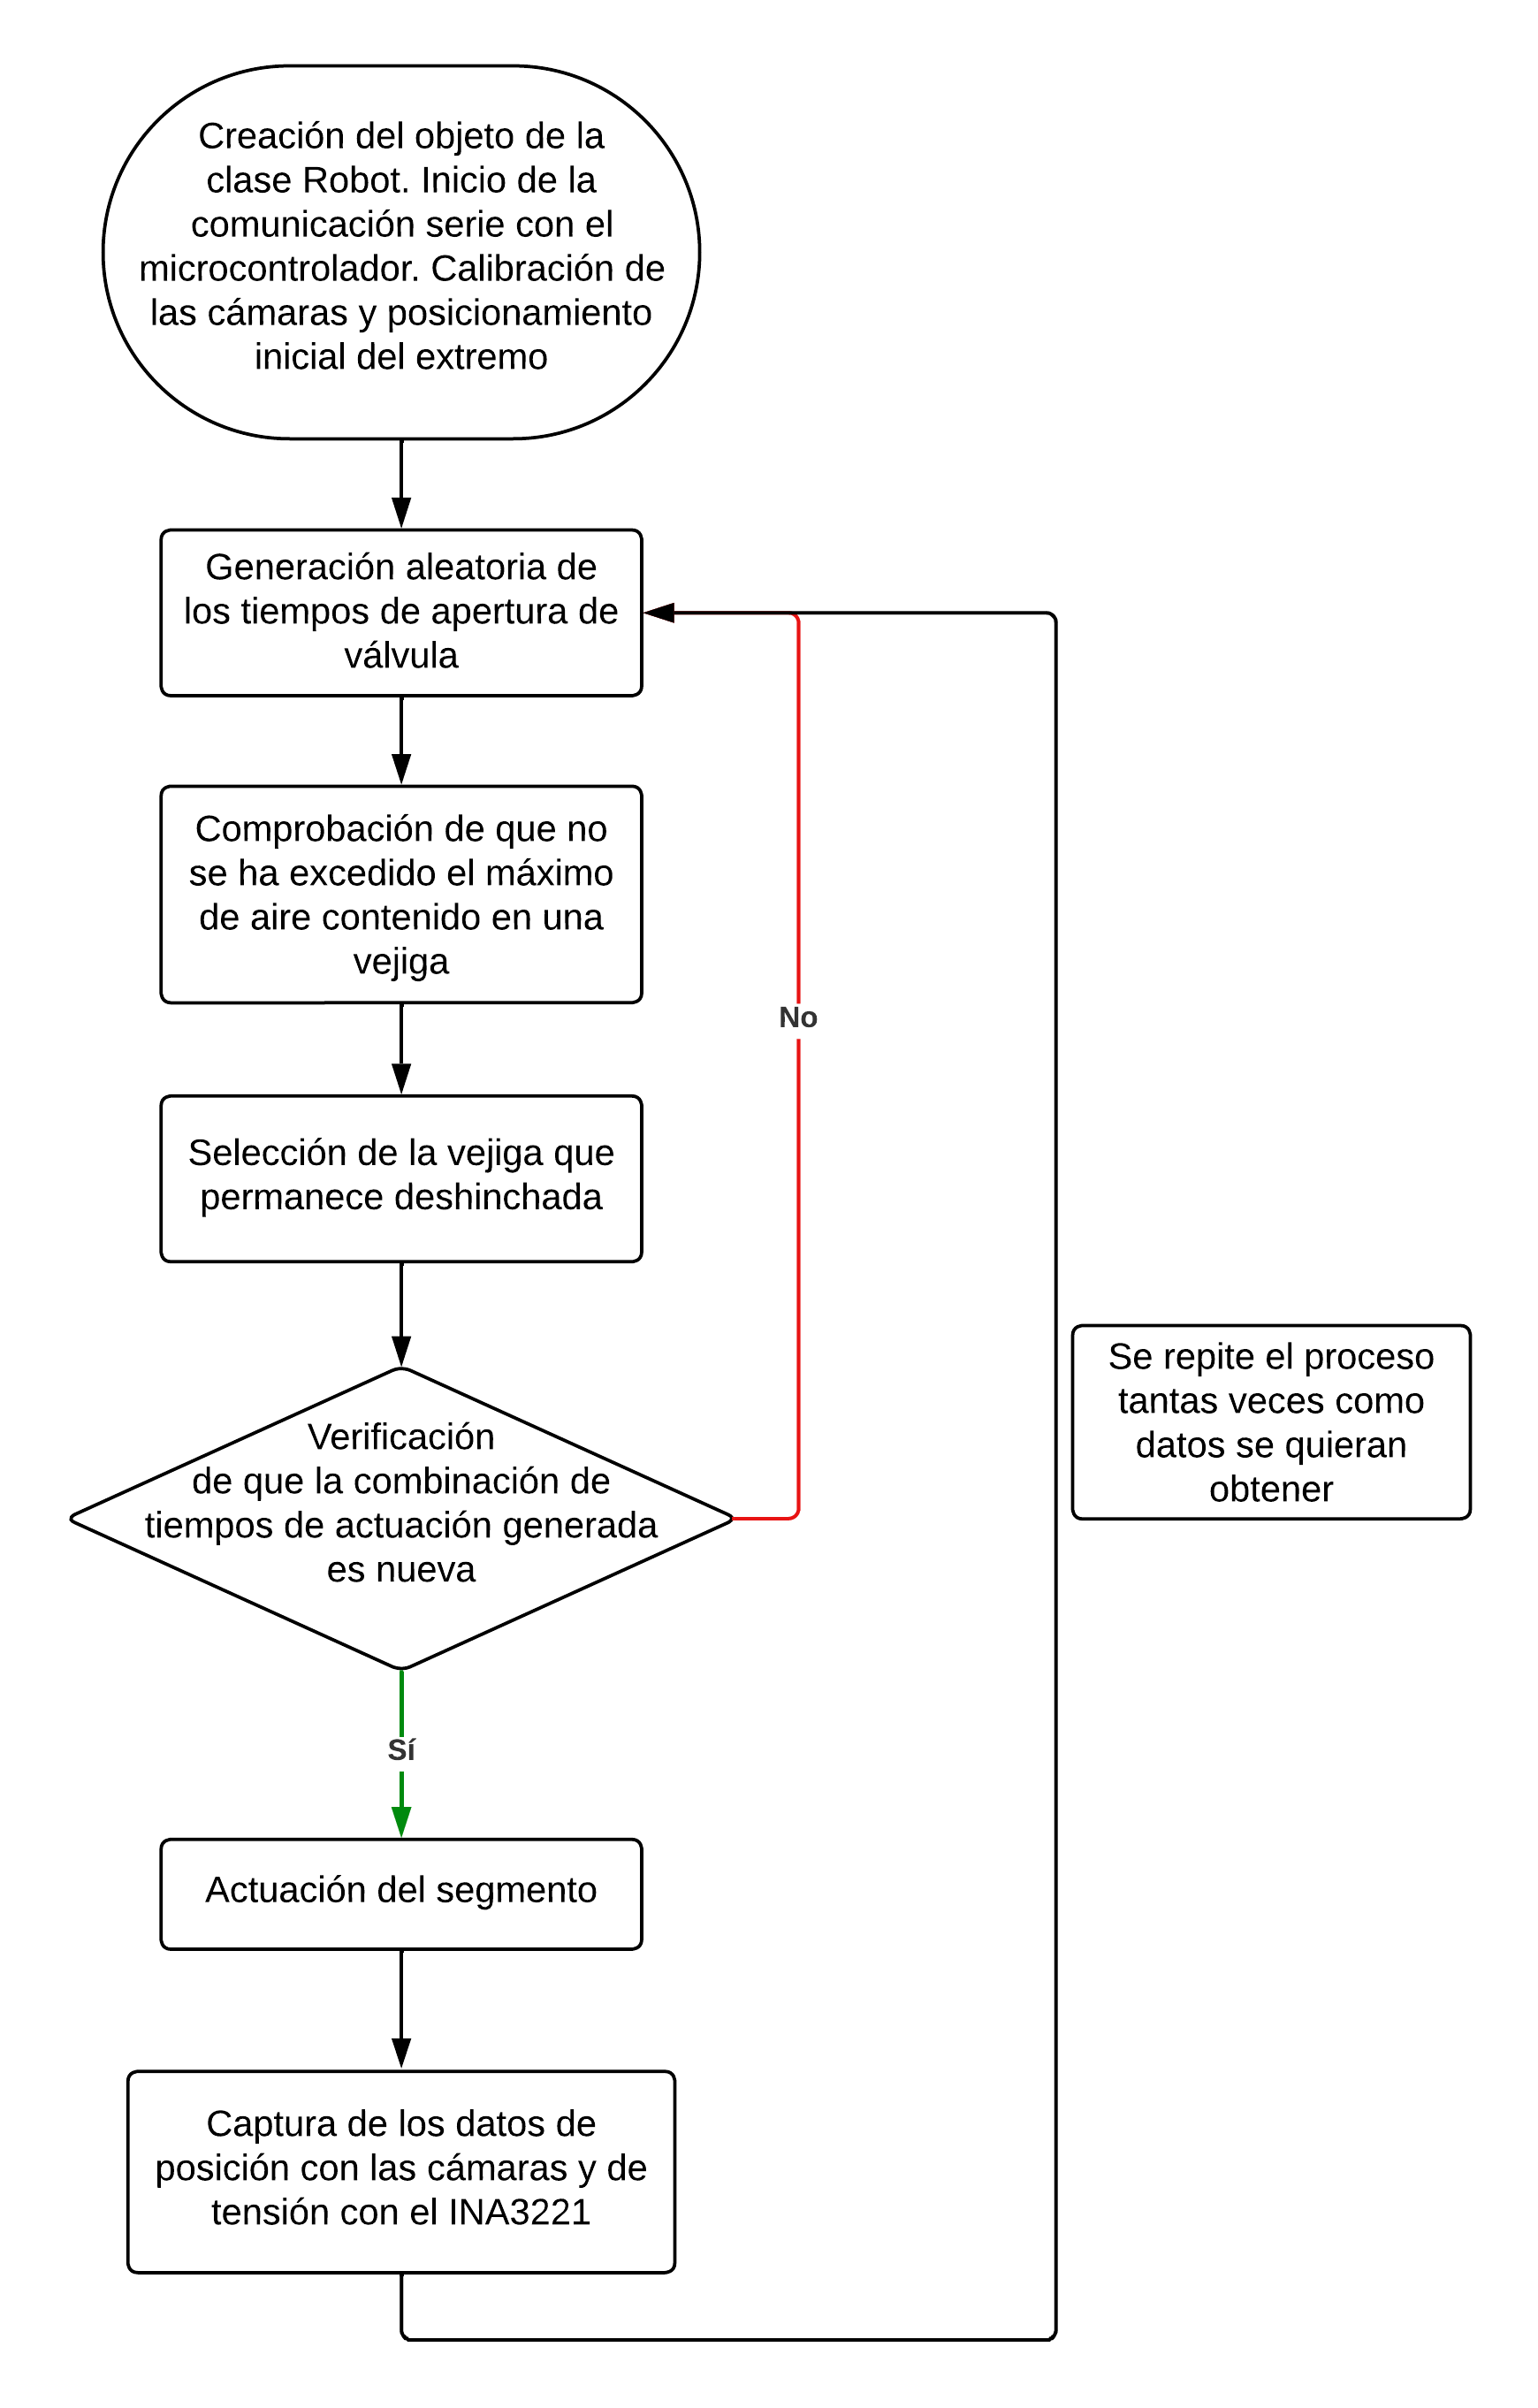 Creación del objeto de la
clase Robot. Inicio de la
comunicación serie con el
microcontrolador. Calibración de
las cámaras y posicionamiento
inicial del extremo
Generación aleatoria de
los tiempos de apertura de
válvula
Comprobación de que no
se ha excedido el máximo
de aire contenido en una
vejiga
No
Selección de la vejiga que
permanece deshinchada
Se repite el proceso
tantas veces como
datos se quieran
obtener
Verificación
de que la combinación de
tiempos de actuación generada
es nueva
Sí
Actuación del segmento
Captura de los datos de
posición con las cámaras y de
tensión con el INA3221